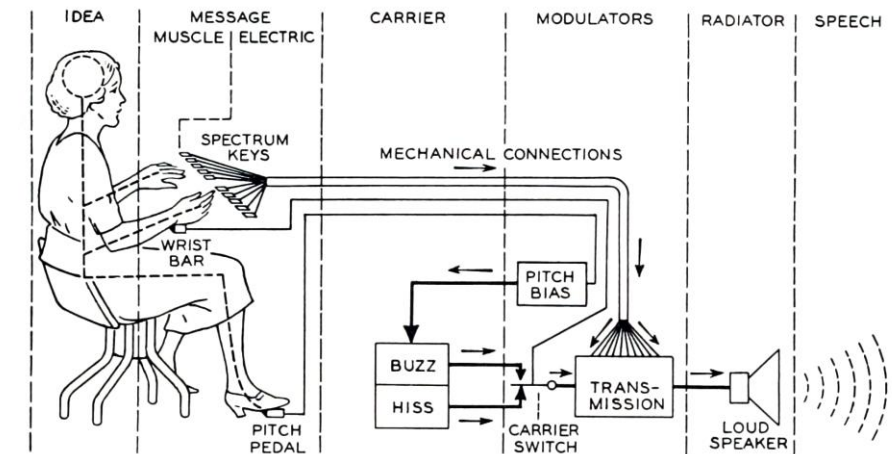 IDEA
MESSAGE
MUSCLE ELECTRIC
CARRIER
MODULATORS
RADIATOR
SPEECH
SPECTRUM
KEYS
MECHANICAL CONNECTIONS
WRIST
BAR
PITCH
BIAS
BUZZ
HISS
TRANS-
MISSION
CARRIER
SWITCH
LOUD
SPEAKER
PITCH
PEDAL